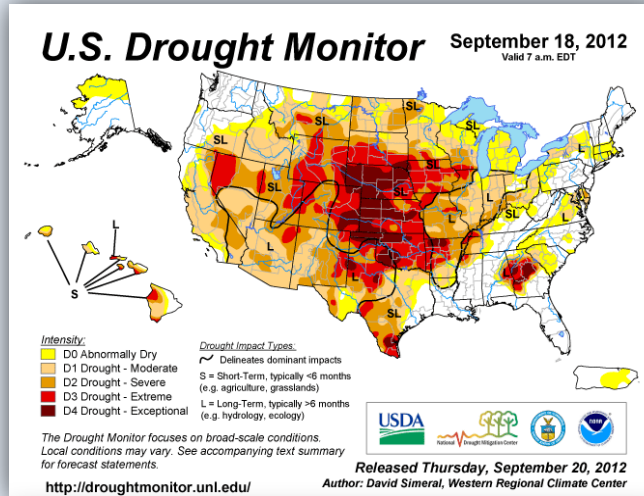 U.S. Drought Monitor
September 18, 2012
Valid 7 a.m. EDT
SL
SL
SL
SL
SL
SL
SL
L
L
L
L
L
SL
L
SL
SL
L
S
Intensity:
D0 Abnormally Dry
D1 Drought - Moderate
D2 Drought - Severe
D3 Drought - Extreme
D4 Drought - Exceptional
Drought Impact Types:
Delineates dominant impacts
S = Short-Term, typically <6 months
(e.g. agriculture, grasslands)
L = Long-Term, typically >6 months
(e.g. hydrology, ecology)
The Drought Monitor focuses on broad-scale conditions.
Local conditions may vary. See accompanying text summary
for forecast statements.
http://droughtmonitor.unl.edu/
USDA
National Drought Mitigation Center
NOAA
Released Thursday, September 20, 2012
Author: David Simeral, Western Regional Climate Center